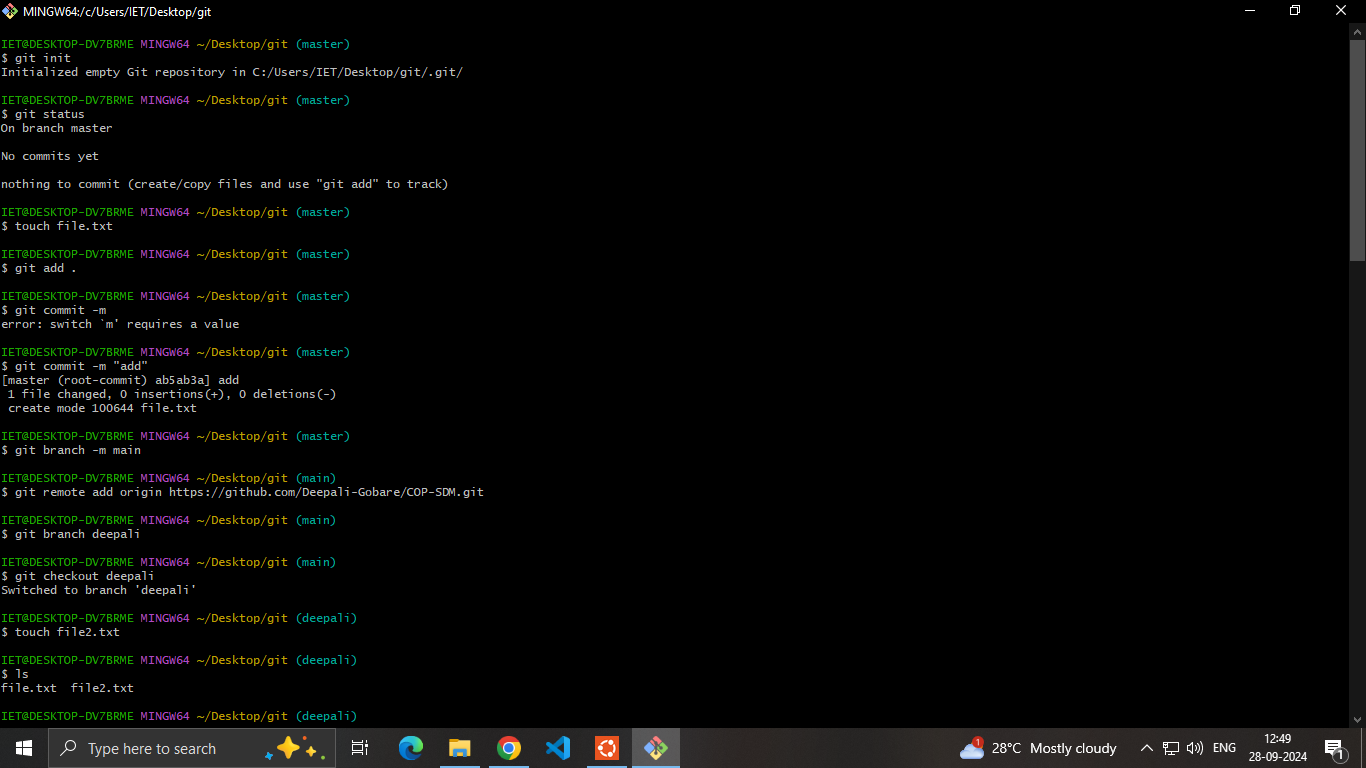 MINGW64:/c/Users/IET/Desktop/git
IET@DESKTOP-DV7BRME MINGW64 ~/Desktop/git (master)
$ git init
Initialized empty Git repository in C:/Users/IET/Desktop/git/.git/
IET@DESKTOP-DV7BRME MINGW64 ~/Desktop/git (master)
$ git status
On branch master
No commits yet
nothing to commit (create/copy files and use "git add" to track)
IET@DESKTOP-DV7BRME MINGW64 ~/Desktop/git (master)
$ touch file.txt
IET@DESKTOP-DV7BRME MINGW64 ~/Desktop/git (master)
$ git add .
IET@DESKTOP-DV7BRME MINGW64 ~/Desktop/git (master)
$ git commit -m
error: switch `m' requires a value
IET@DESKTOP-DV7BRME MINGW64 ~/Desktop/git (master)
$ git commit -m "add"
[master (root-commit) ab5ab3a] add
1 file changed, 0 insertions(+), 0 deletions(-)
create mode 100644 file.txt
IET@DESKTOP-DV7BRME MINGW64 ~/Desktop/git (master)
$ git branch -m main
IET@DESKTOP-DV7BRME MINGW64 ~/Desktop/git (main)
$ git remote add origin https://github.com/Deepali-Gobare/COP-SDM.git
IET@DESKTOP-DV7BRME MINGW64 ~/Desktop/git (main)
$ git branch deepali
IET@DESKTOP-DV7BRME MINGW64 ~/Desktop/git (main)
$ git checkout deepali
Switched to branch 'deepali'
IET@DESKTOP-DV7BRME MINGW64 ~/Desktop/git (deepali)
$ touch file2.txt
IET@DESKTOP-DV7BRME MINGW64 ~/Desktop/git (deepali)
$ ls
file.txt  file2.txt
IET@DESKTOP-DV7BRME MINGW64 ~/Desktop/git (deepali)
Type here to search
1
28°C Mostly cloudy
ENG
12:49
28-09-2024
1